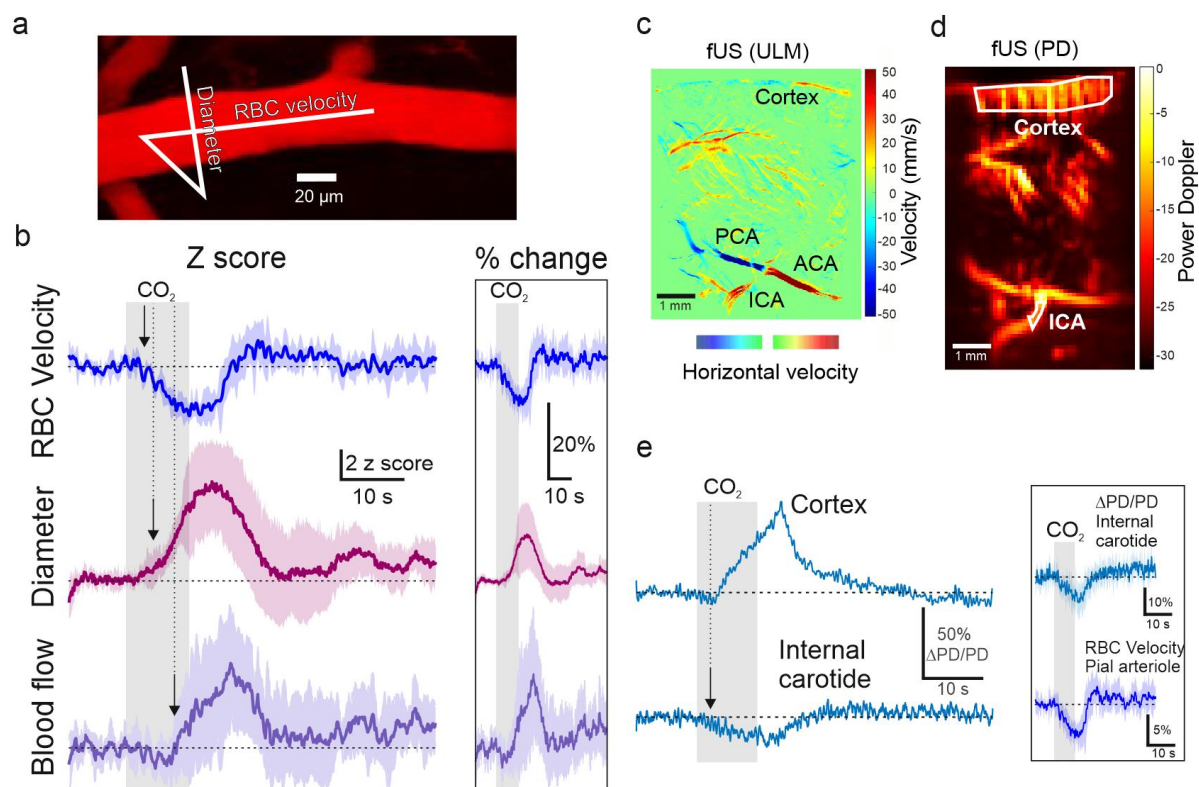 a
Diameter
RBC velocity
20 µm
b
Z score
% change
CO₂
CO₂
RBC Velocity
2 z score
10 s
20%
10 s
Diameter
Blood flow
c
fUS (ULM)
Cortex
PCA
ACA
ICA
1 mm
50
40
30
20
10
0
-10
-20
-30
-40
-50
Velocity (mm/s)
Horizontal velocity
d
fUS (PD)
Cortex
ICA
1 mm
0
-5
-10
-15
-20
-25
-30
Power Doppler
e
CO₂
Cortex
Internal
carotide
50%
ΔPD/PD
10 s
ΔPD/PD
Internal
carotide
CO₂
10%
10 s
RBC Velocity
Pial arteriole
5%
10 s